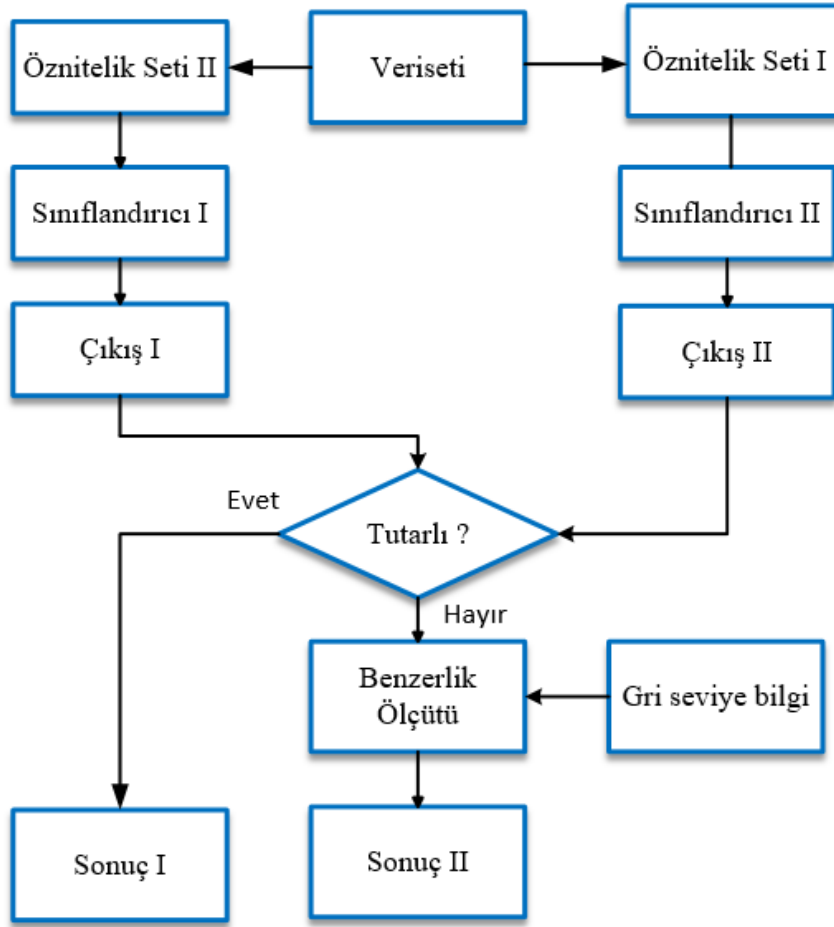 Öznitelik Seti II
Veriseti
Öznitelik Seti I
Sınıflandırıcı I
Sınıflandırıcı II
Çıkış I
Çıkış II
Evet
Tutarlı ?
Hayır
Benzerlik
Ölçütü
Gri seviye bilgi
Sonuç I
Sonuç II